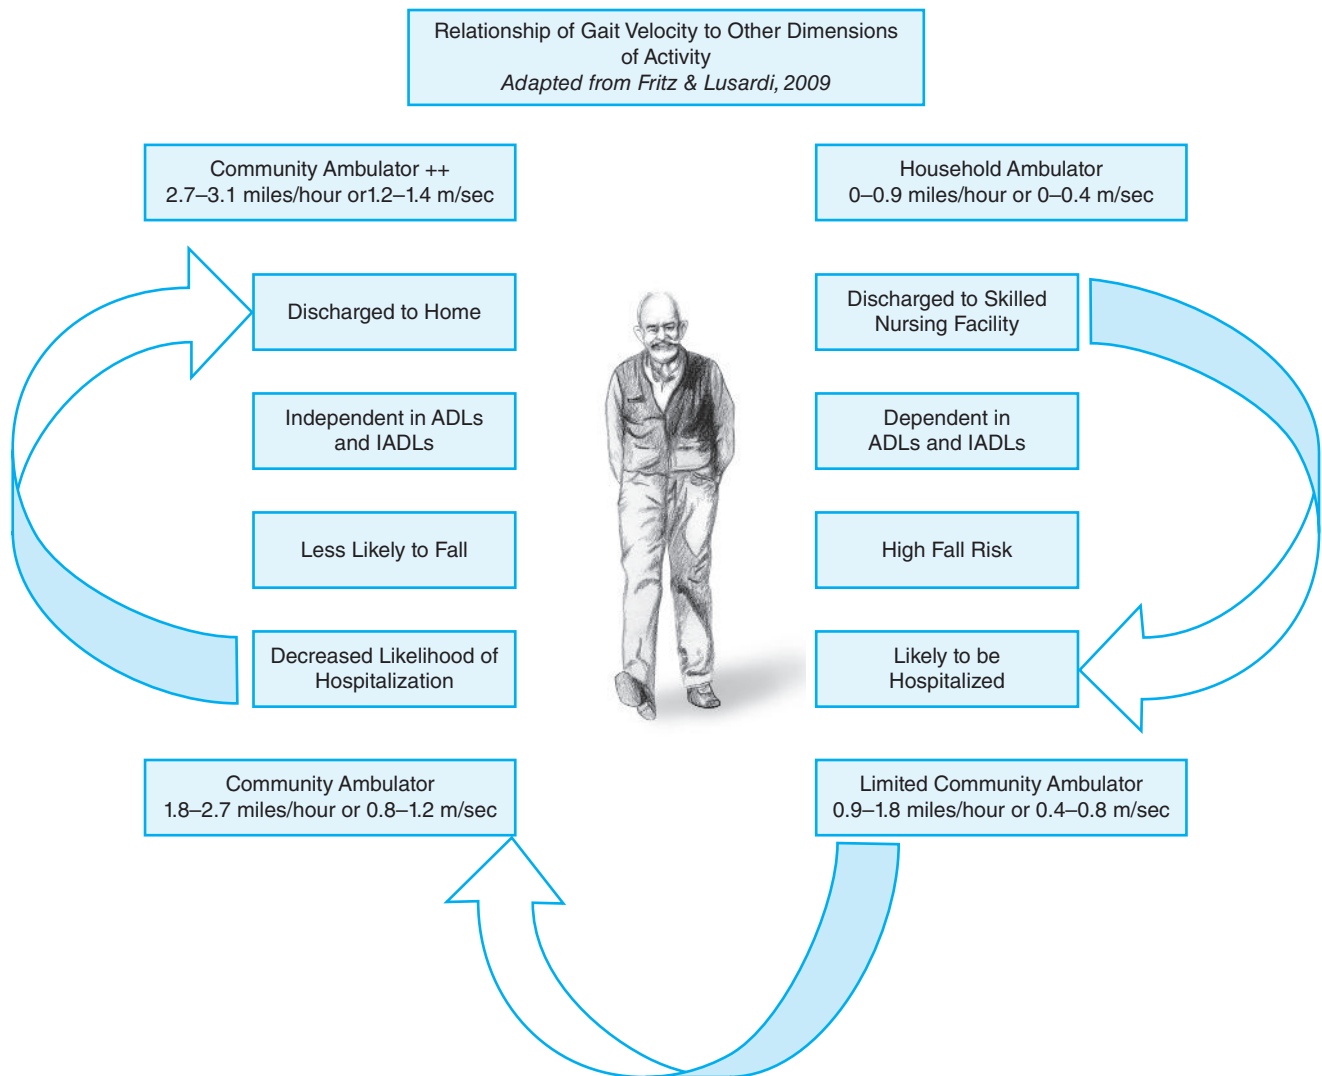 Relationship of Gait Velocity to Other Dimensions
of Activity
Adapted from Fritz & Lusardi, 2009
Community Ambulator ++
2.7–3.1 miles/hour or1.2–1.4 m/sec
Household Ambulator
0–0.9 miles/hour or 0–0.4 m/sec
Discharged to Home
Discharged to Skilled
Nursing Facility
Independent in ADLs
and IADLs
Dependent in
ADLs and IADLs
Less Likely to Fall
High Fall Risk
Decreased Likelihood of
Hospitalization
Likely to be
Hospitalized
Community Ambulator
1.8–2.7 miles/hour or 0.8–1.2 m/sec
Limited Community Ambulator
0.9–1.8 miles/hour or 0.4–0.8 m/sec